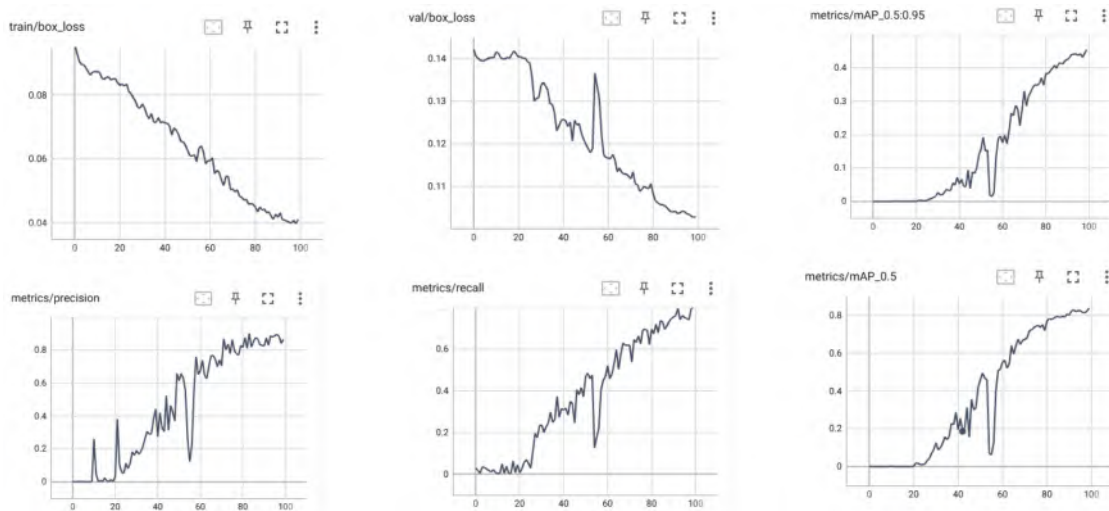 train/box_loss
0.08
0.06
0.04
0 20 40 60 80 100
val/box_loss
0.14
0.13
0.12
0.11
0 20 40 60 80 100
metrics/mAP_0.5:0.95
0.4
0.3
0.2
0.1
0
0 20 40 60 80 100
metrics/precision
0.8
0.6
0.4
0.2
0
0 20 40 60 80 100
metrics/recall
0.6
0.4
0.2
0
0 20 40 60 80 100
metrics/mAP_0.5
0.8
0.6
0.4
0.2
0
0 20 40 60 80 100